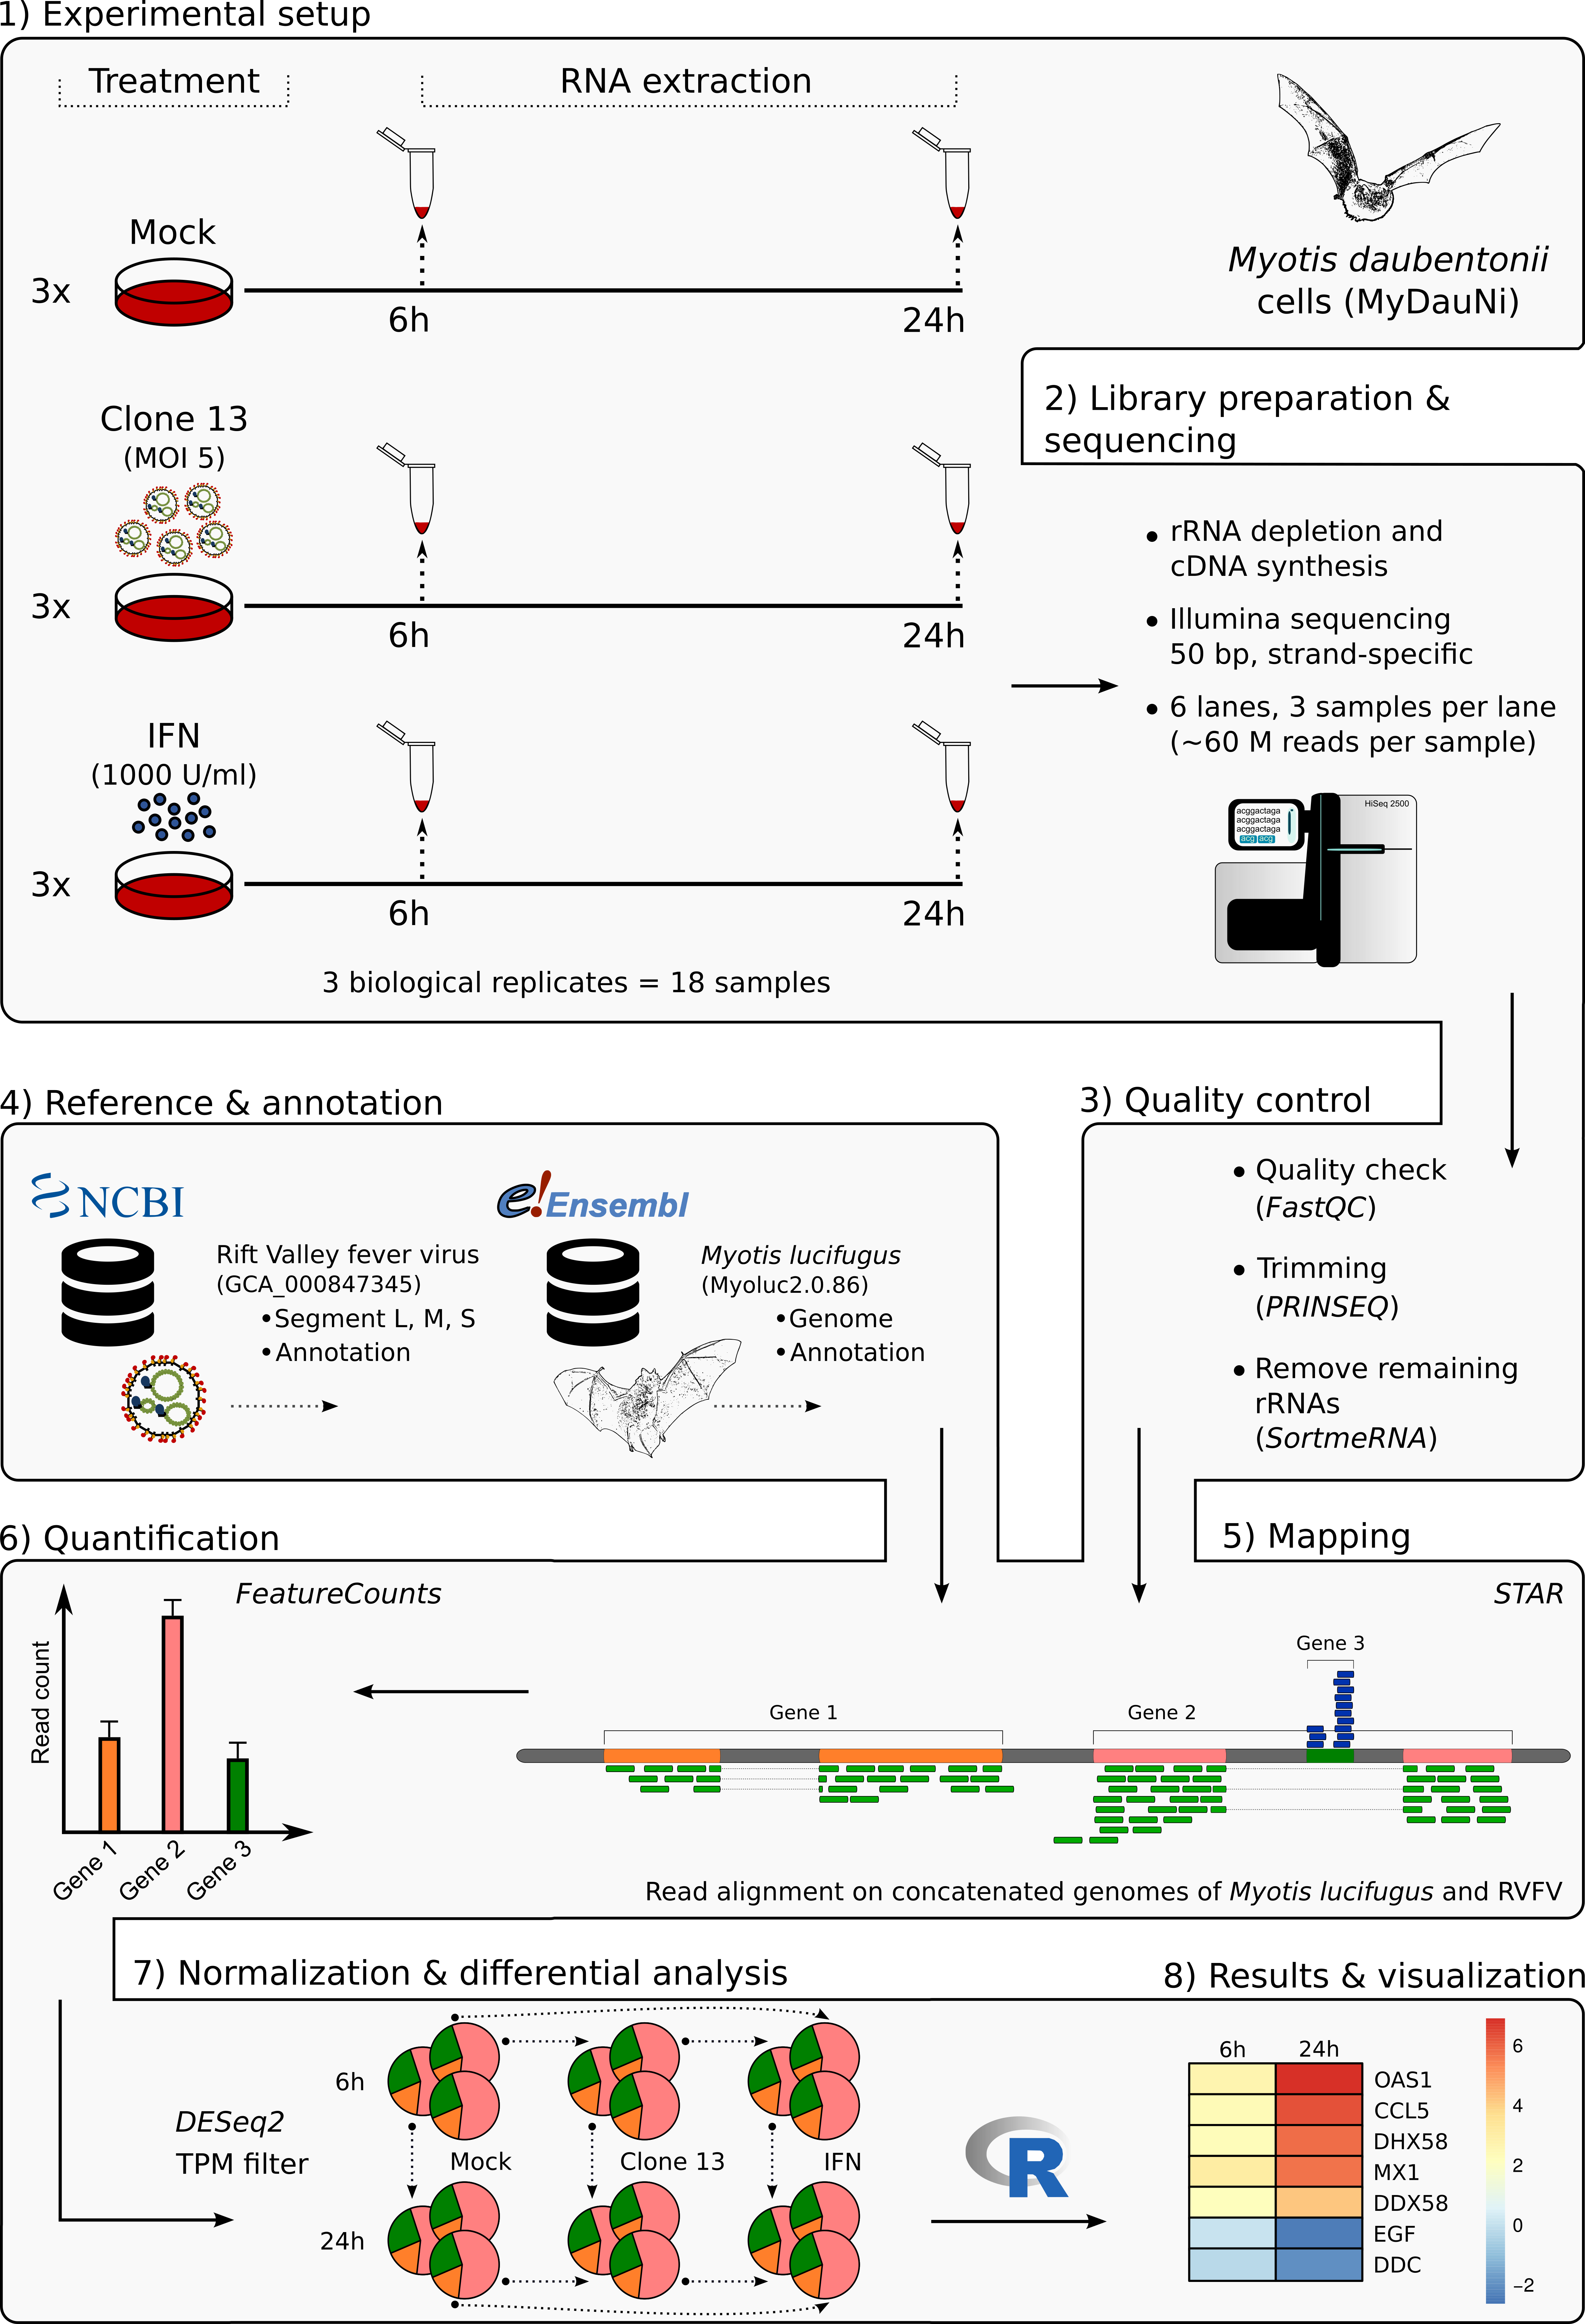 1) Experimental setup
Treatment
RNA extraction
Mock
3x
6h
24h
Myotis daubentonii
cells (MyDauNi)
Clone 13
(MOI 5)
3x
6h
24h
IFN
(1000 U/ml)
3x
6h
24h
3 biological replicates = 18 samples
2) Library preparation &
sequencing
• rRNA depletion and
cDNA synthesis
• Illumina sequencing
50 bp, strand-specific
• 6 lanes, 3 samples per lane
(~60 M reads per sample)
HiSeq 2500
acggactaga
acggactaga
acggactaga
acg acg
3) Quality control
• Quality check
(FastQC)
• Trimming
(PRINSEQ)
• Remove remaining
rRNAs
(SortmeRNA)
4) Reference & annotation
NCBI
Rift Valley fever virus
(GCA_000847345)
•Segment L, M, S
•Annotation
e!Ensembl
Myotis lucifugus
(Myoluc2.0.86)
•Genome
•Annotation
5) Mapping
STAR
Gene 1
Gene 2
Gene 3
Read alignment on concatenated genomes of Myotis lucifugus and RVFV
6) Quantification
FeatureCounts
Read count
Gene 1
Gene 2
Gene 3
7) Normalization & differential analysis
DESeq2
TPM filter
6h
Mock
Clone 13
IFN
24h
R
8) Results & visualization
6h
24h
OAS1
CCL5
DHX58
MX1
DDX58
EGF
DDC
6
4
2
0
−2